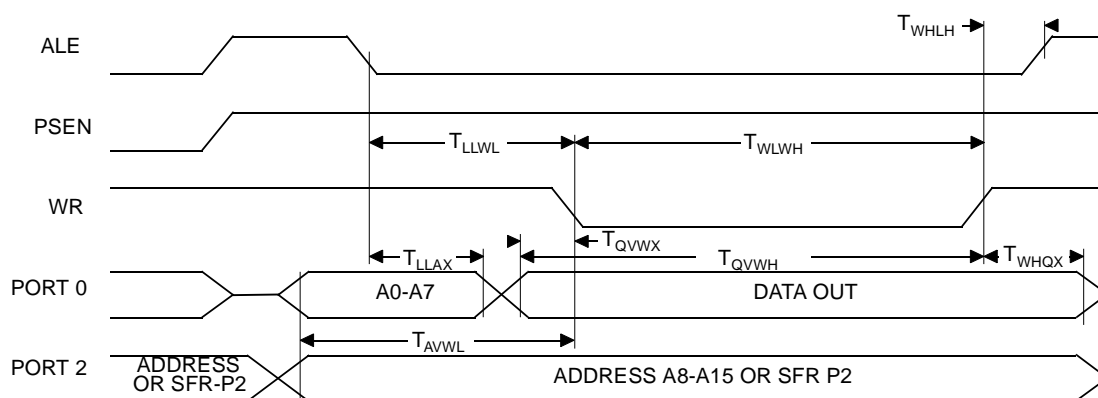 ALE
T_WHLH
PSEN
T_LLWL
T_WLWH
WR
T_LLAX
T_QVWX
T_QVWH
T_WHQX
PORT 0
A0-A7
DATA OUT
T_AVWL
PORT 2
ADDRESS
OR SFR-P2
ADDRESS A8-A15 OR SFR P2